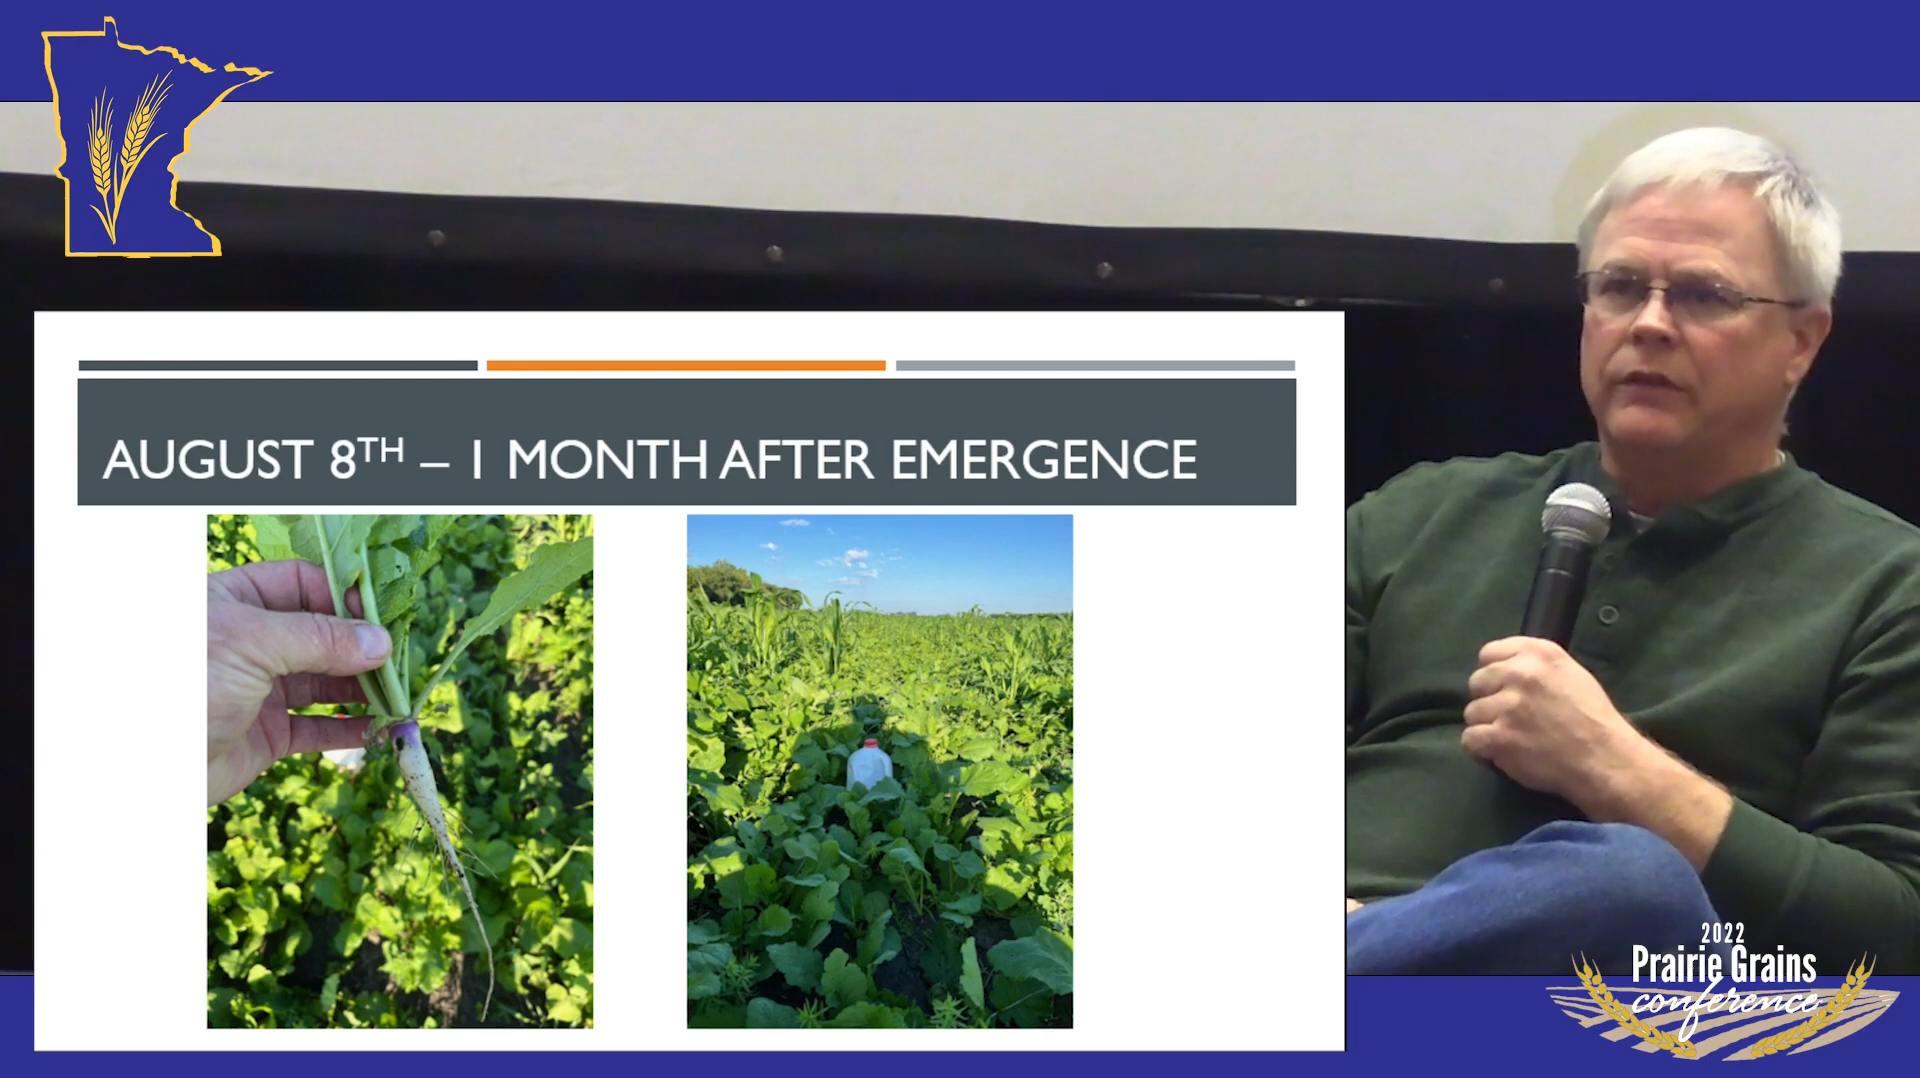 AUGUST 8TH – 1 MONTH AFTER EMERGENCE
2022
Prairie Grains
conference